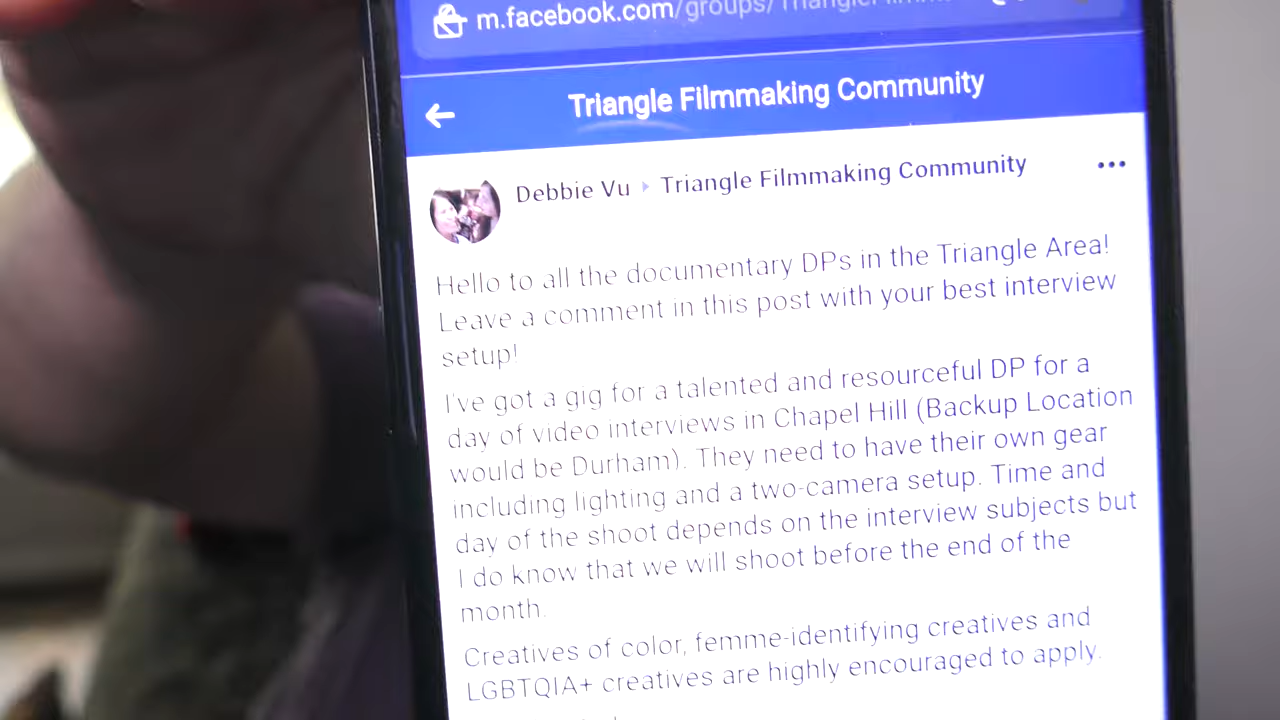 m.facebook.com/groups/
Triangle Filmmaking Community
Debbie Vu ▸ Triangle Filmmaking Community
Hello to all the documentary DPs in the Triangle Area!
Leave a comment in this post with your best interview
setup!
I've got a gig for a talented and resourceful DP for a
day of video interviews in Chapel Hill (Backup Location
would be Durham). They need to have their own gear
including lighting and a two-camera setup. Time and
day of the shoot depends on the interview subjects but
I do know that we will shoot before the end of the
month.
Creatives of color, femme-identifying creatives and
LGBTQIA+ creatives are highly encouraged to apply.